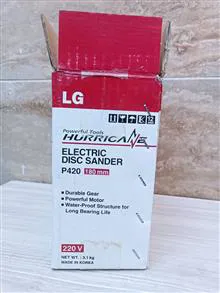 LG
Powerful Tools
HURRICANE
ELECTRIC
DISC SANDER
P420 180 mm
• Durable Gear
• Powerful Motor
• Water-Proof Structure for
Long Bearing Life
220 V
NET WT. : 3.1 kg
MADE IN KOREA